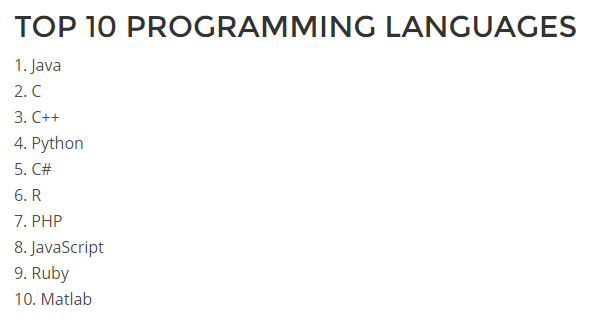 TOP 10 PROGRAMMING LANGUAGES
1. Java
2. C
3. C++
4. Python
5. C#
6. R
7. PHP
8. JavaScript
9. Ruby
10. Matlab